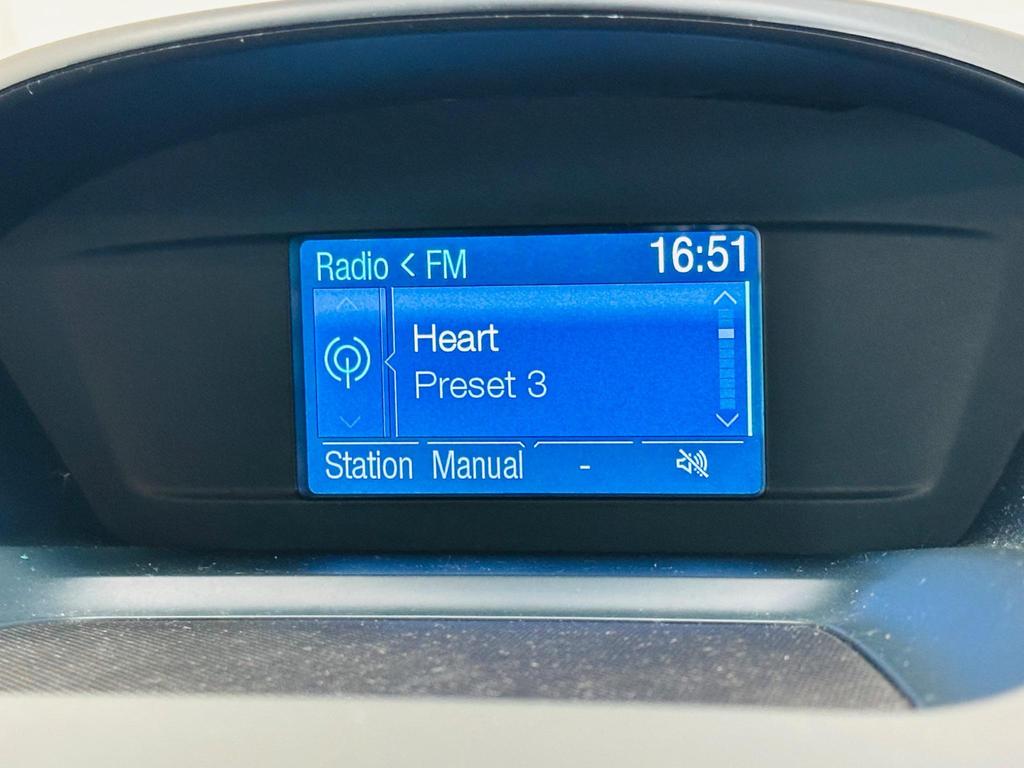 Radio < FM 16:51
Heart
Preset 3
Station Manual -